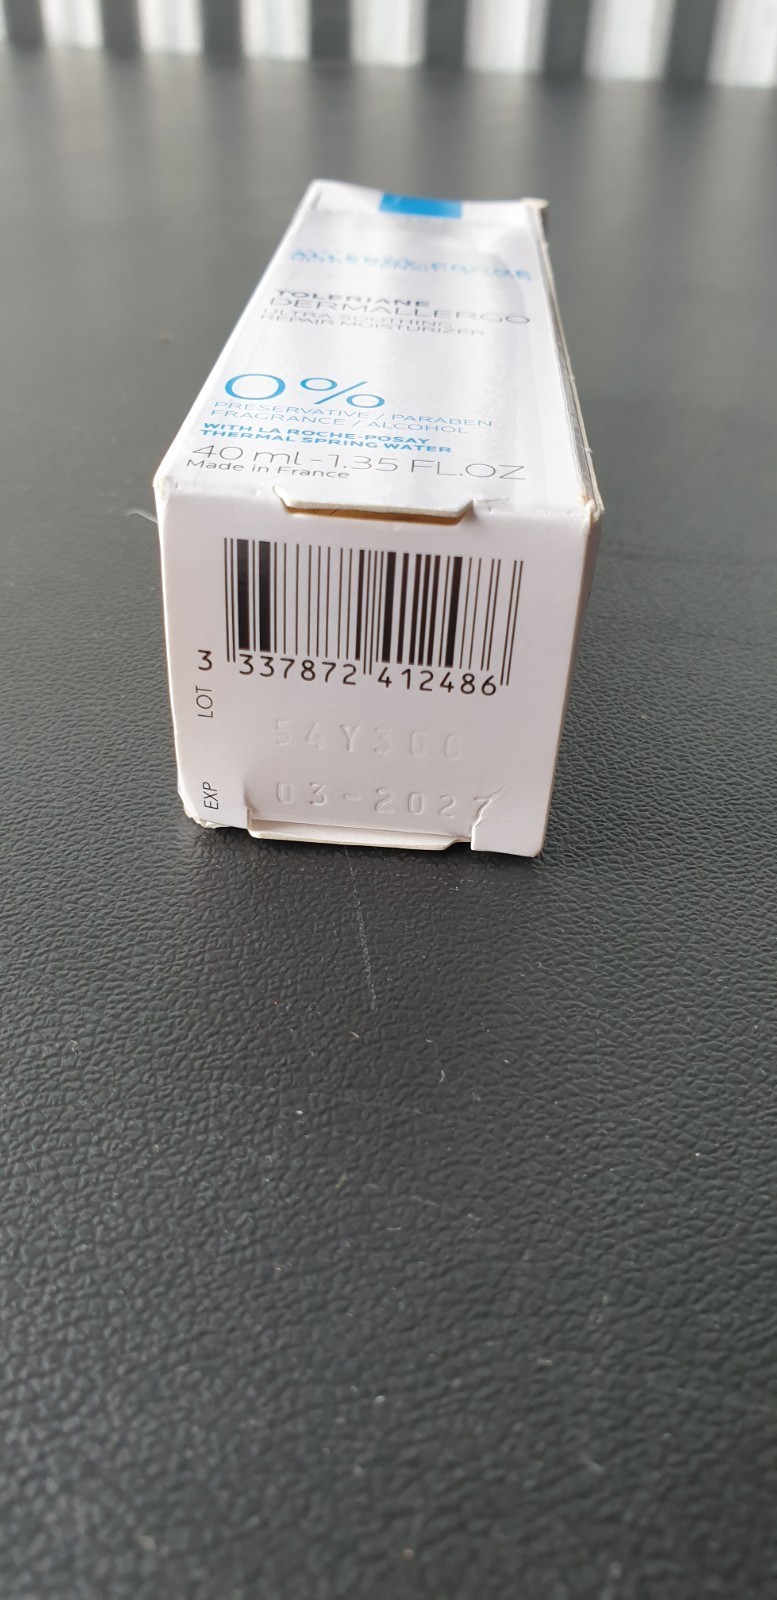 TOLERIANE
DERMALLERGO
ULTRA SOOTHING
REPAIR MOISTURIZER
0%
PRESERVATIVE / PARABEN
FRAGRANCE / ALCOHOL
WITH LA ROCHE-POSAY
THERMAL SPRING WATER
40 ml - 1.35 FL.OZ
Made in France
3 337872 412486
LOT 54Y300
EXP 03-2027